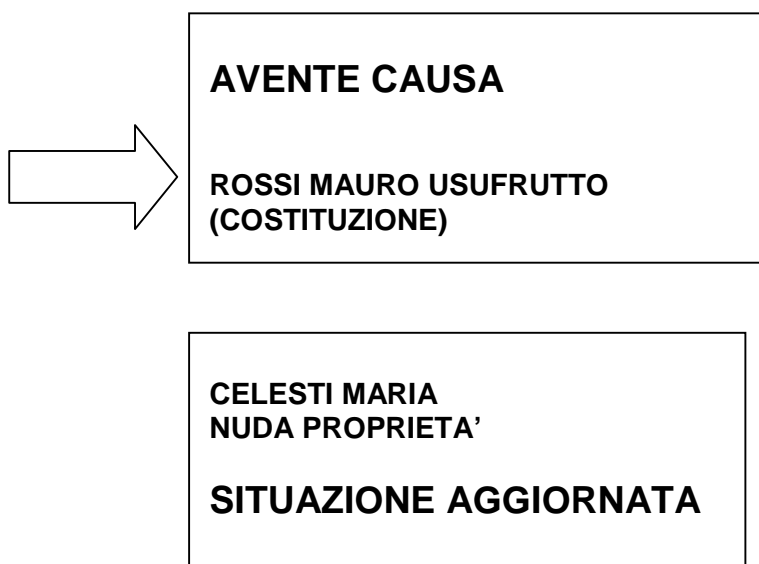 AVENTE CAUSA
ROSSI MAURO USUFRUTTO
(COSTITUZIONE)
CELESTI MARIA
NUDA PROPRIETA’
SITUAZIONE AGGIORNATA